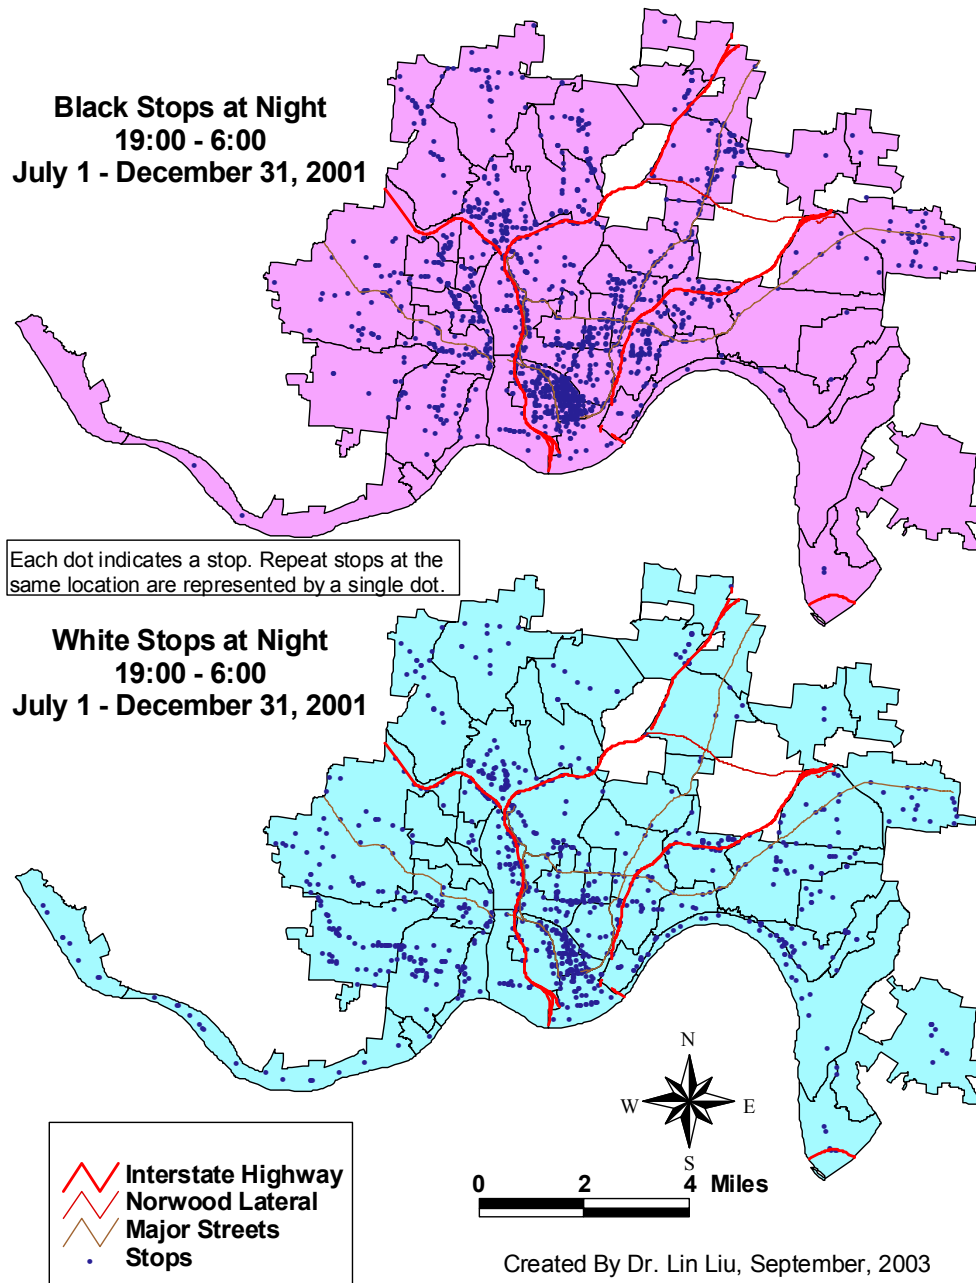 Black Stops at Night
19:00 - 6:00
July 1 - December 31, 2001
Each dot indicates a stop. Repeat stops at the
same location are represented by a single dot.
White Stops at Night
19:00 - 6:00
July 1 - December 31, 2001
N
W E
S
Interstate Highway
Norwood Lateral
Major Streets
Stops
0 2 4 Miles
Created By Dr. Lin Liu, September, 2003